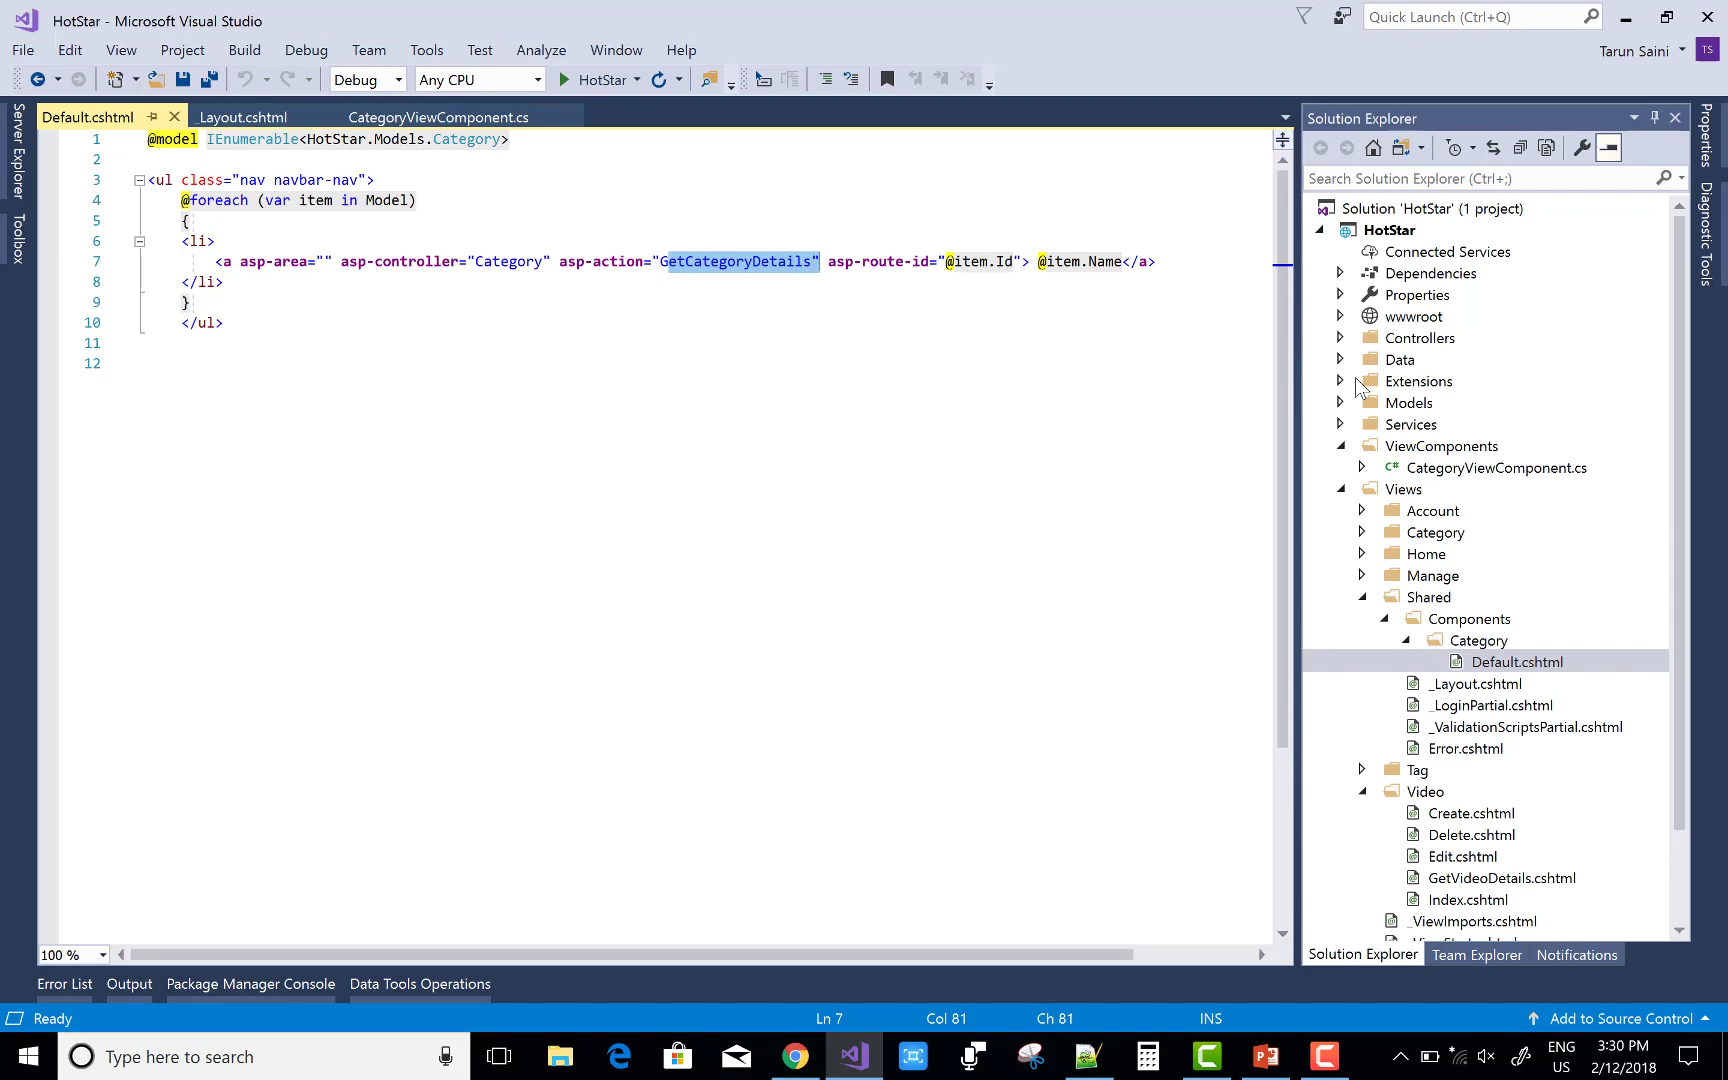 HotStar - Microsoft Visual Studio
Quick Launch (Ctrl+Q)
File Edit View Project Build Debug Team Tools Test Analyze Window Help
Tarun Saini TS
Debug Any CPU HotStar
Server Explorer
Toolbox
Default.cshtml _Layout.cshtml CategoryViewComponent.cs
1 @model IEnumerable<HotStar.Models.Category>
2
3 <ul class="nav navbar-nav">
4 @foreach (var item in Model)
5 {
6 <li>
7 <a asp-area="" asp-controller="Category" asp-action="GetCategoryDetails" asp-route-id="@item.Id"> @item.Name</a>
8 </li>
9 }
10 </ul>
11
12
100 %
Solution Explorer
Search Solution Explorer (Ctrl+;)
Solution 'HotStar' (1 project)
HotStar
Connected Services
Dependencies
Properties
wwwroot
Controllers
Data
Extensions
Models
Services
ViewComponents
C# CategoryViewComponent.cs
Views
Account
Category
Home
Manage
Shared
Components
Category
Default.cshtml
_Layout.cshtml
_LoginPartial.cshtml
_ValidationScriptsPartial.cshtml
Error.cshtml
Tag
Video
Create.cshtml
Delete.cshtml
Edit.cshtml
GetVideoDetails.cshtml
Index.cshtml
_ViewImports.cshtml
Solution Explorer Team Explorer Notifications
Properties
Diagnostic Tools
Error List Output Package Manager Console Data Tools Operations
Ready Ln 7 Col 81 Ch 81 INS Add to Source Control
Type here to search
ENG
US
3:30 PM
2/12/2018